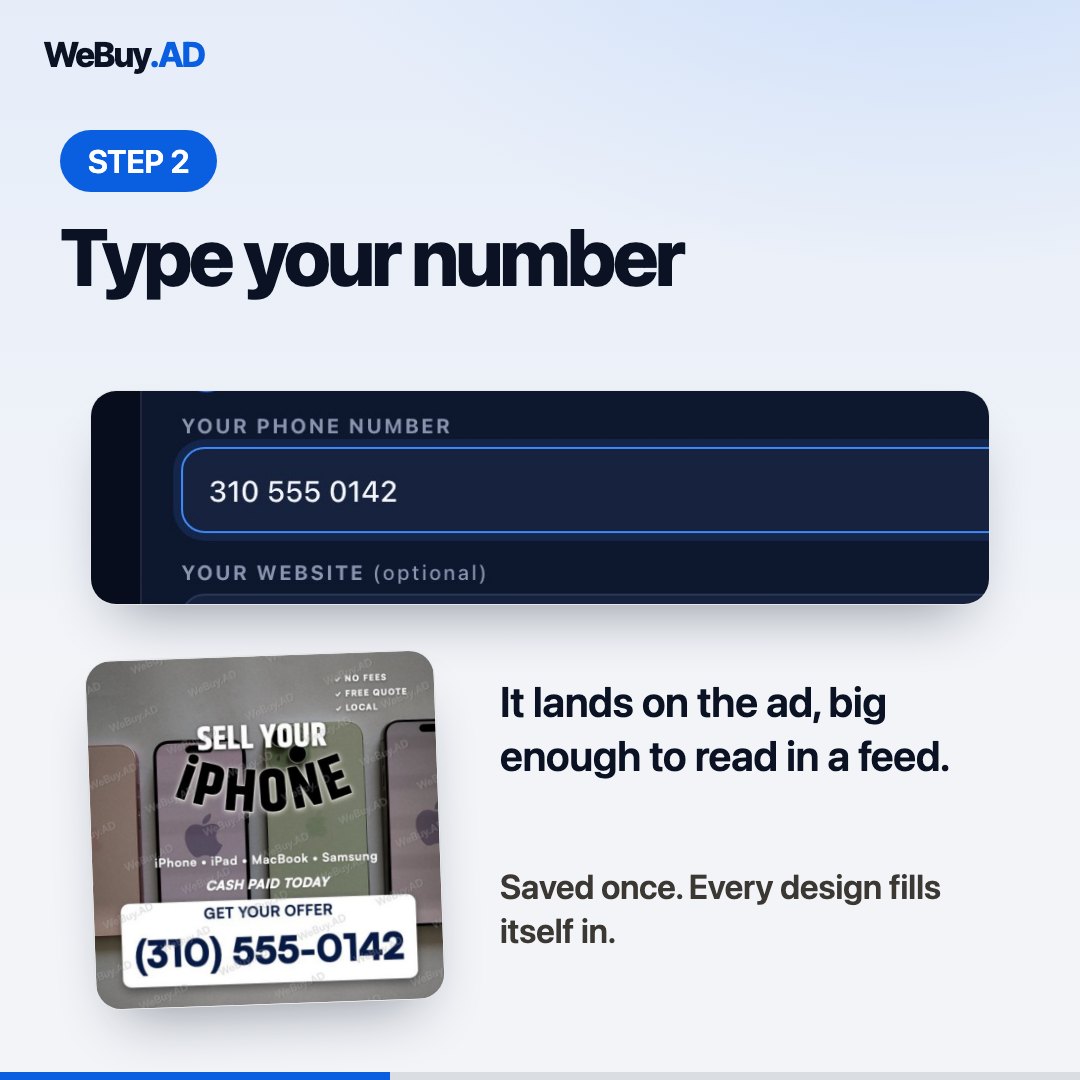 WeBuy.AD
STEP 2
Type your number
YOUR PHONE NUMBER
310 555 0142
YOUR WEBSITE (optional)
✓ NO FEES
✓ FREE QUOTE
✓ LOCAL
SELL YOUR
iPHONE
iPhone • iPad • MacBook • Samsung
CASH PAID TODAY
GET YOUR OFFER
(310) 555-0142
It lands on the ad, big
enough to read in a feed.
Saved once. Every design fills
itself in.